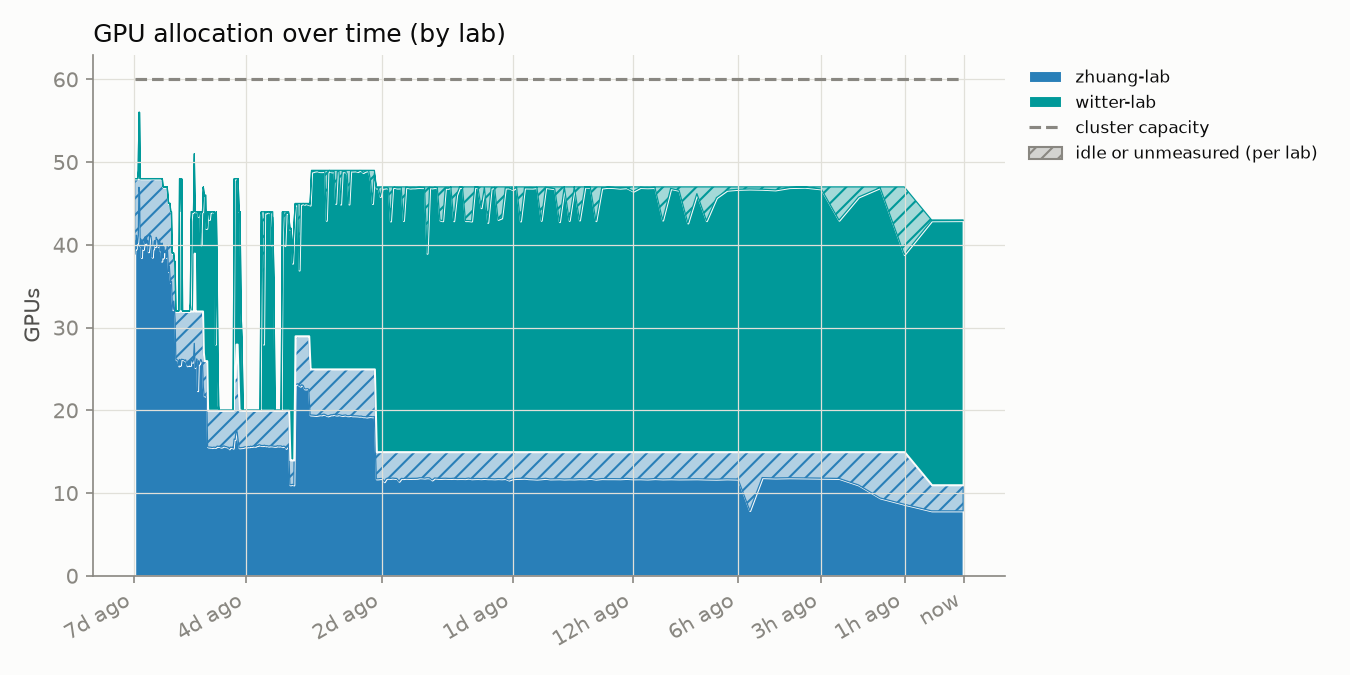 GPU allocation over time (by lab)
zhuang-lab
witter-lab
cluster capacity
idle or unmeasured (per lab)
GPUs
60
50
40
30
20
10
0
7d ago
4d ago
2d ago
1d ago
12h ago
6h ago
3h ago
1h ago
now